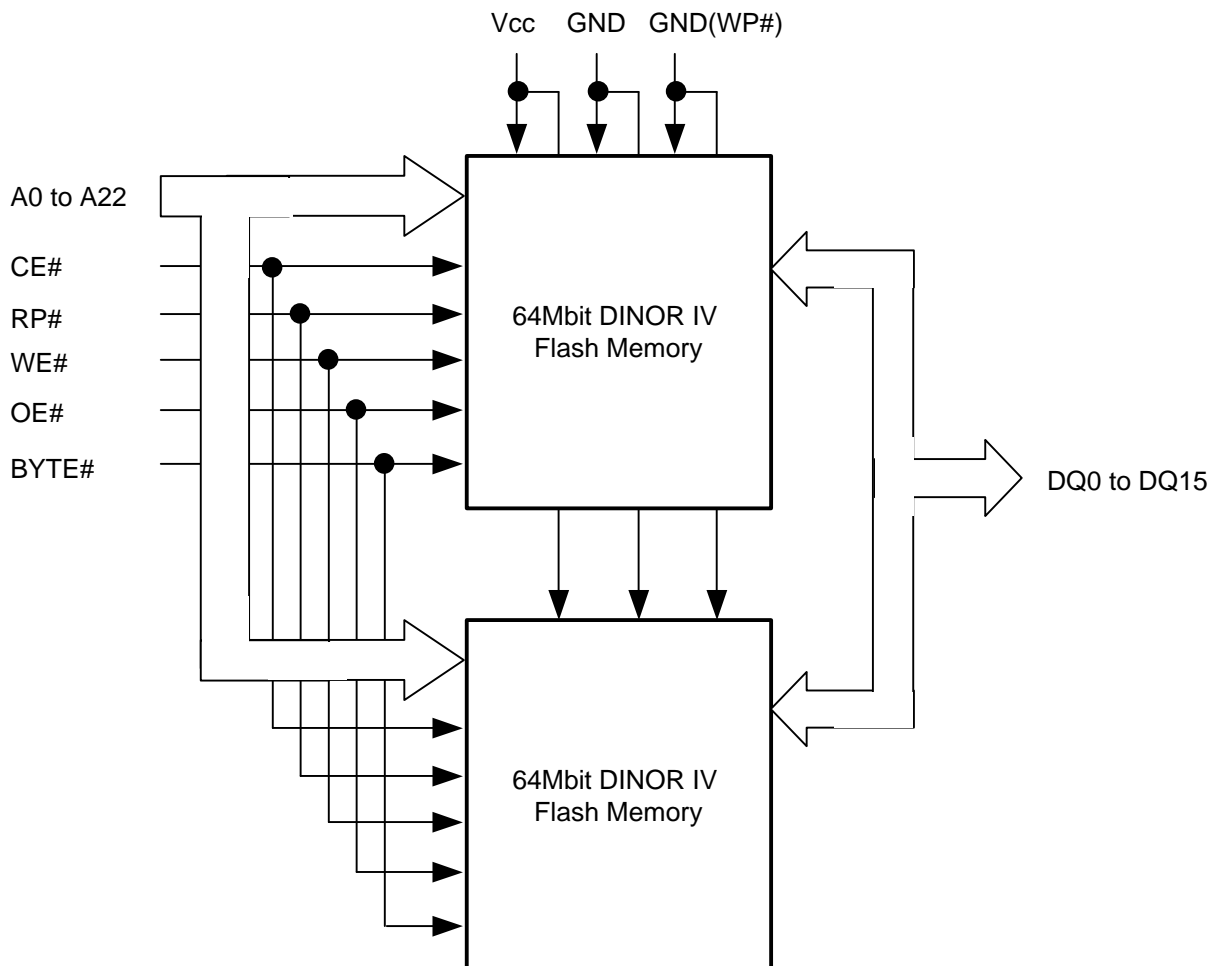 Vcc GND GND(WP#)
A0 to A22
CE#
RP#
WE#
OE#
BYTE#
64Mbit DINOR IV
Flash Memory
DQ0 to DQ15
64Mbit DINOR IV
Flash Memory